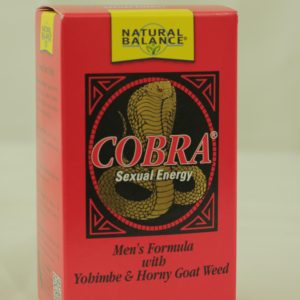 NATURAL
BALANCE®
COBRA®
Sexual Energy
Men's Formula
with
Yohimbe & Horny Goat Weed